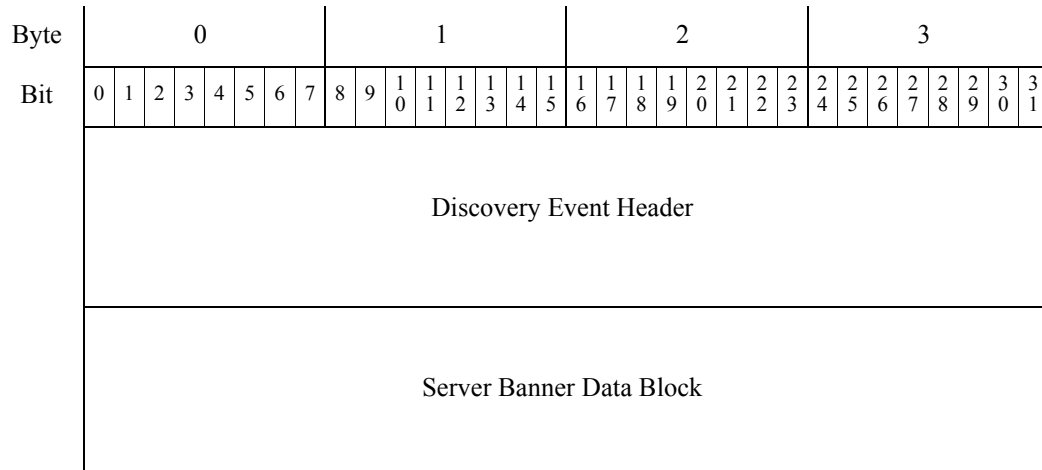 Byte 0 1 2 3
Bit 0 1 2 3 4 5 6 7 8 9 10 11 12 13 14 15 16 17 18 19 20 21 22 23 24 25 26 27 28 29 30 31
Discovery Event Header
Server Banner Data Block